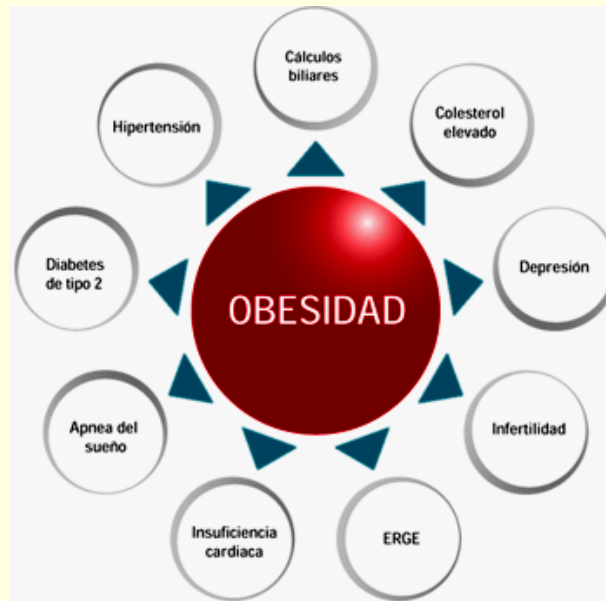 Cálculos
biliares
Colesterol
elevado
Hipertensión
Depresión
Diabetes
de tipo 2
OBESIDAD
Infertilidad
Apnea del
sueño
Insuficiencia
cardiaca
ERGE